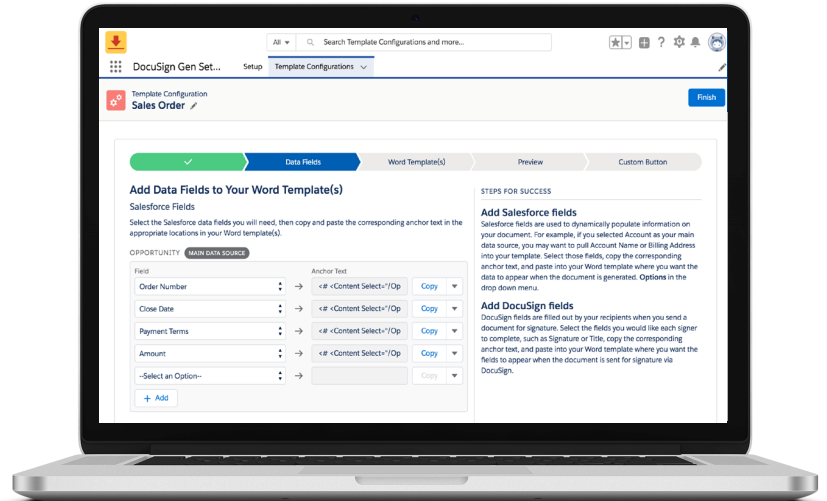 All
Search Template Configurations and more...
DocuSign Gen Set...
Setup
Template Configurations
Template Configuration
Sales Order
Finish
Data Fields
Word Template(s)
Preview
Custom Button
Add Data Fields to Your Word Template(s)
Salesforce Fields
Select the Salesforce data fields you will need, then copy and paste the corresponding anchor text in the
appropriate locations in your Word template(s).
OPPORTUNITY MAIN DATA SOURCE
Field
Anchor Text
Order Number
<# <Content Select="/Op
Copy
Close Date
<# <Content Select="/Op
Copy
Payment Terms
<# <Content Select="/Op
Copy
Amount
<# <Content Select="/Op
Copy
--Select an Option--
Copy
+ Add
STEPS FOR SUCCESS
Add Salesforce fields
Salesforce fields are used to dynamically populate information on
your document. For example, if you selected Account as your main
data source, you may want to pull Account Name or Billing Address
into your template. Select those fields, copy the corresponding
anchor text, and paste into your Word template where you want the
data to appear when the document is generated. Options in the
drop down menu.
Add DocuSign fields
DocuSign fields are filled out by your recipients when you send a
document for signature. Select the fields you would like each signer
to complete, such as Signature or Title, copy the corresponding
anchor text, and paste into your Word template where you want the
fields to appear when the document is sent for signature via
DocuSign.